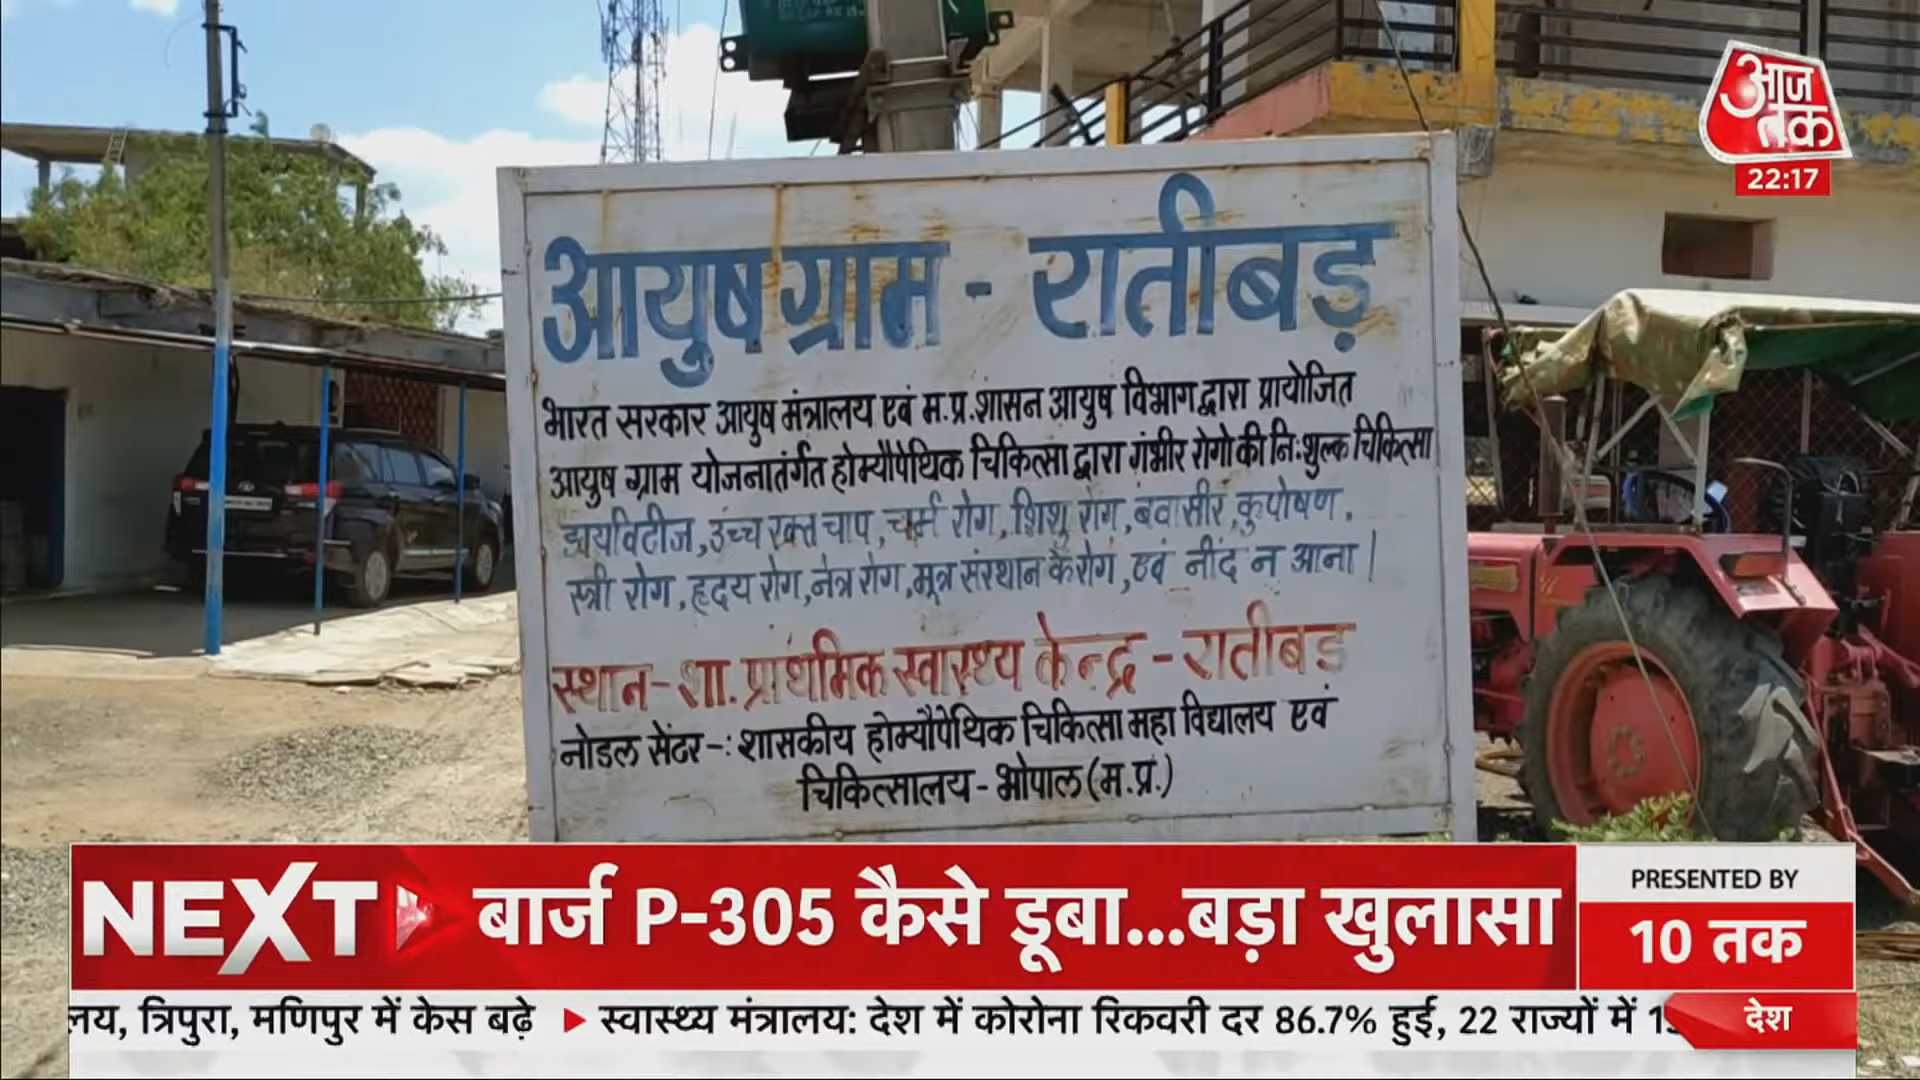 आज
तक
22:17
आयुष ग्राम - रातीबड़
भारत सरकार आयुष मंत्रालय एवं म.प्र.शासन आयुष विभाग द्वारा प्रायोजित
आयुष ग्राम योजनातंर्गत होम्यौपेथिक चिकित्सा द्वारा गंभीर रोगो की निःशुल्क चिकित्सा
डायविटीज, उच्च रक्त चाप, चर्म रोग, शिशु रोग, बवासीर, कुपोषण,
स्त्री रोग, हृदय रोग, नेत्र रोग, मूत्र संस्थान के रोग, एवं नींद न आना।
स्थान - शा. प्राथमिक स्वास्थ्य केन्द्र - रातीबड़
नोडल सेंटर -: शासकीय होम्यौपेथिक चिकित्सा महा विद्यालय एवं
चिकित्सालय - भोपाल (म.प्र.)
NEXT बार्ज P-305 कैसे डूबा...बड़ा खुलासा
PRESENTED BY
10 तक
लय, त्रिपुरा, मणिपुर में केस बढ़े ▶ स्वास्थ्य मंत्रालय: देश में कोरोना रिकवरी दर 86.7% हुई, 22 राज्यों में
देश